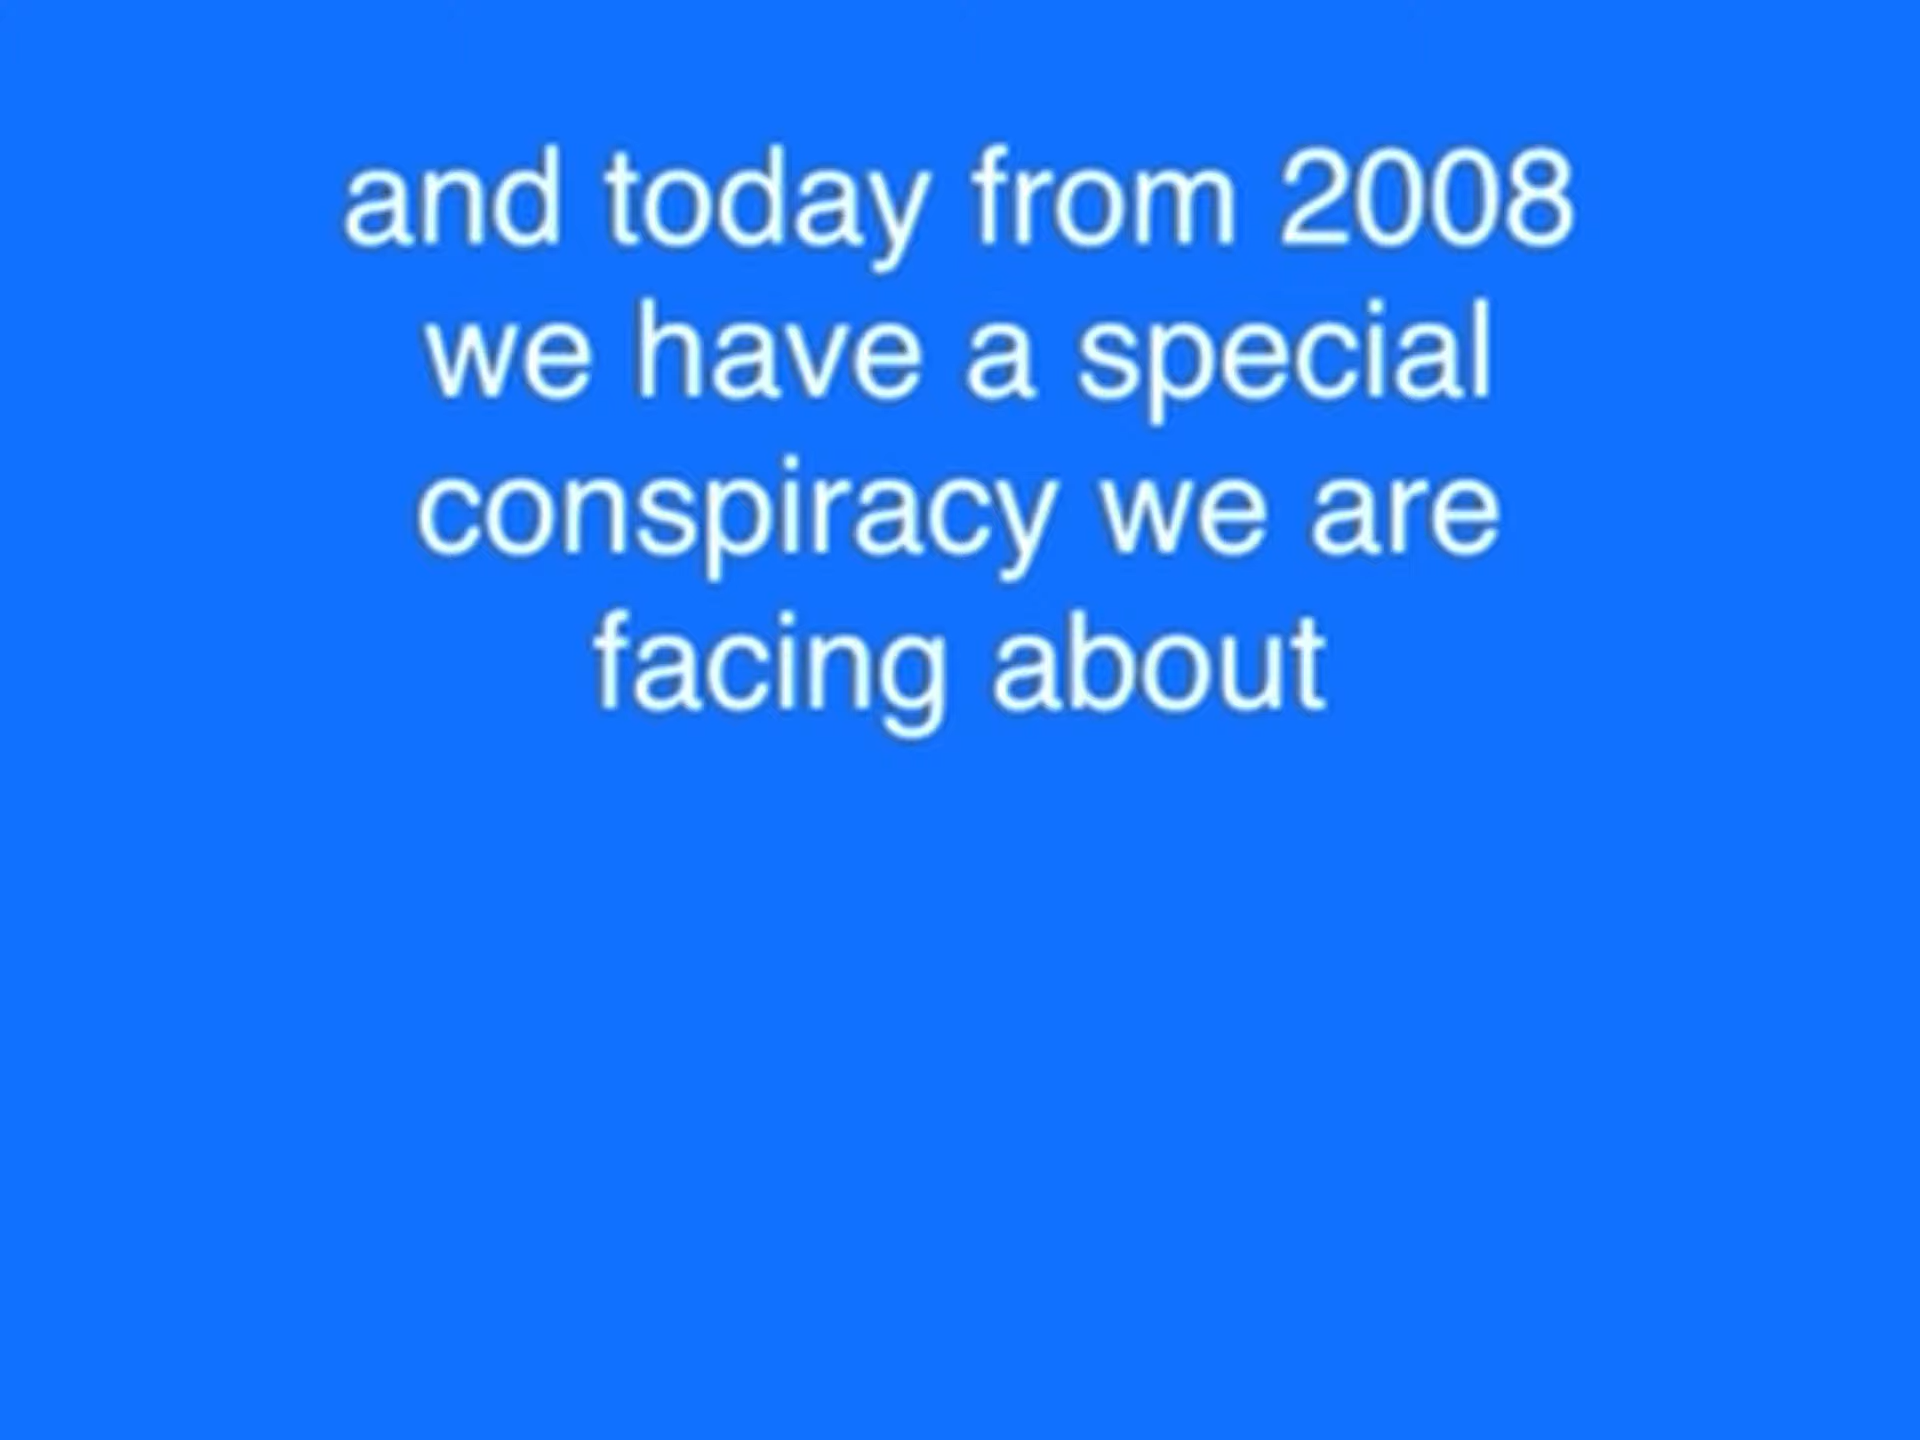 and today from 2008
we have a special
conspiracy we are
facing about